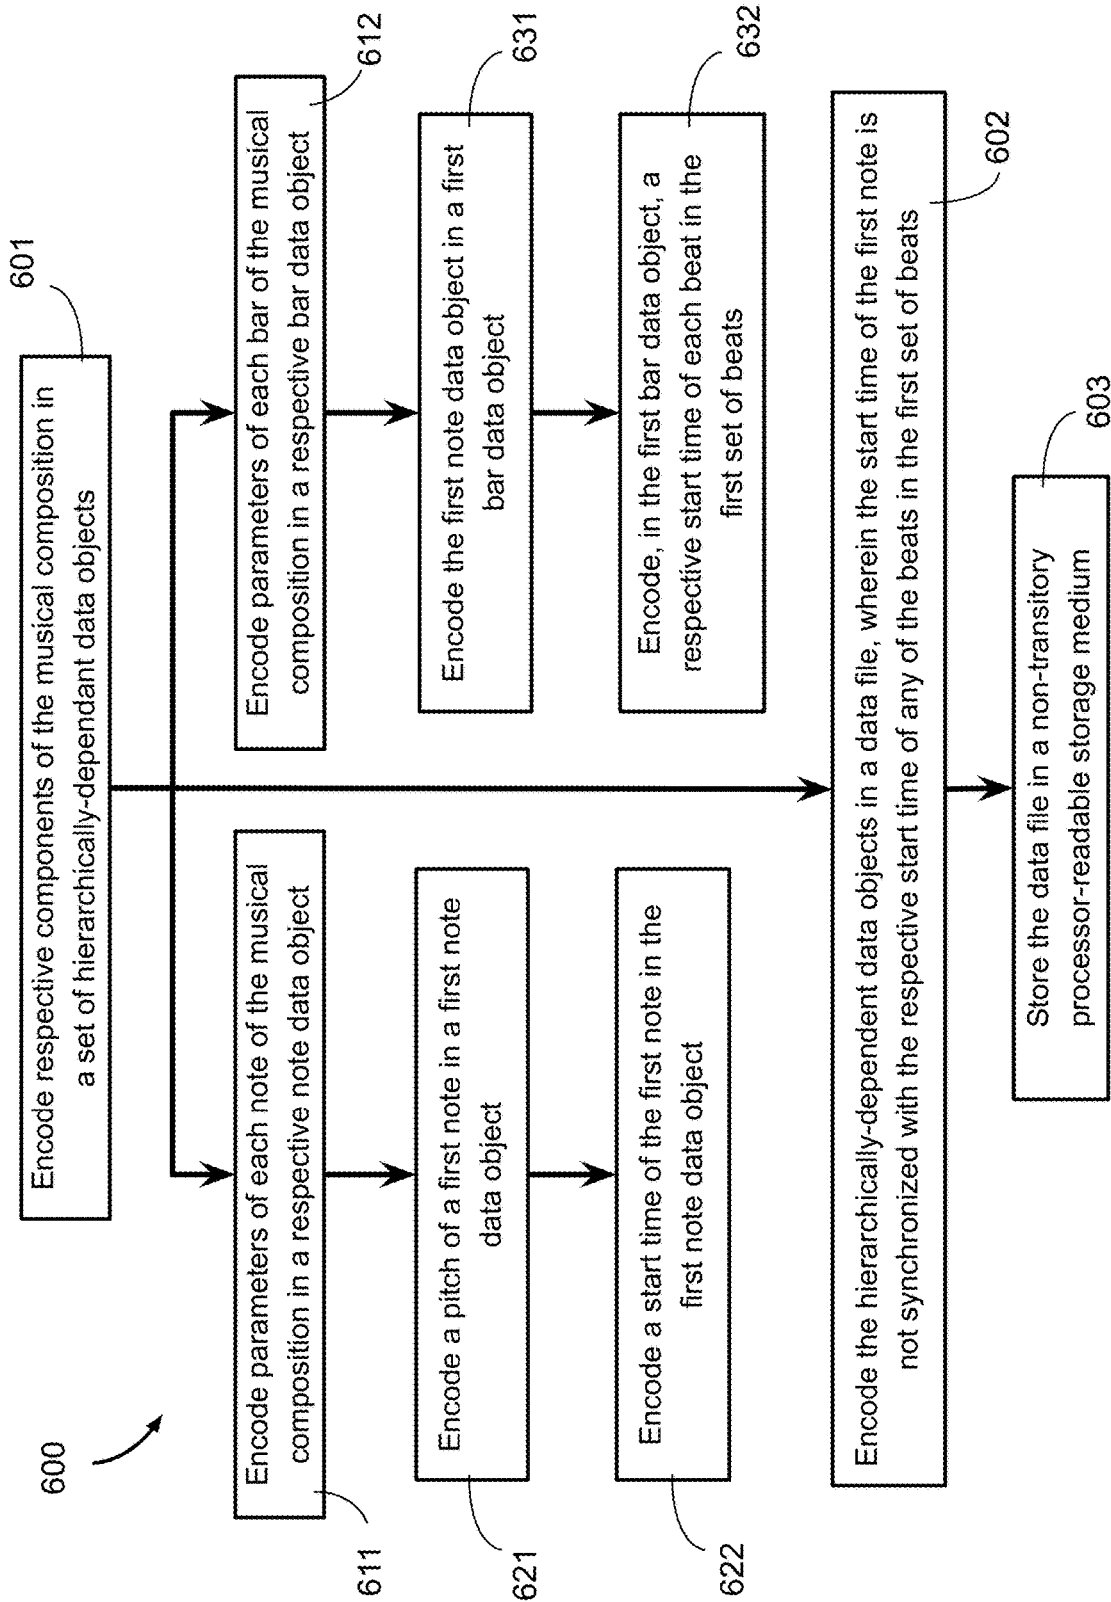 600
601
Encode respective components of the musical composition in
a set of hierarchically-dependant data objects
611
Encode parameters of each note of the musical
composition in a respective note data object
612
Encode parameters of each bar of the musical
composition in a respective bar data object
621
Encode a pitch of a first note in a first note
data object
631
Encode the first note data object in a first
bar data object
622
Encode a start time of the first note in the
first note data object
632
Encode, in the first bar data object, a
respective start time of each beat in the
first set of beats
602
Encode the hierarchically-dependent data objects in a data file, wherein the start time of the first note is
not synchronized with the respective start time of any of the beats in the first set of beats
603
Store the data file in a non-transitory
processor-readable storage medium